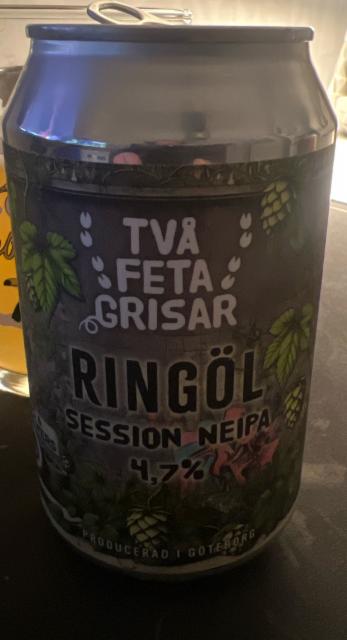 TVÅ
FETA
GRISAR
RINGÖL
SESSION NEIPA
4,7%
PRODUCERAD I GÖTEBORG